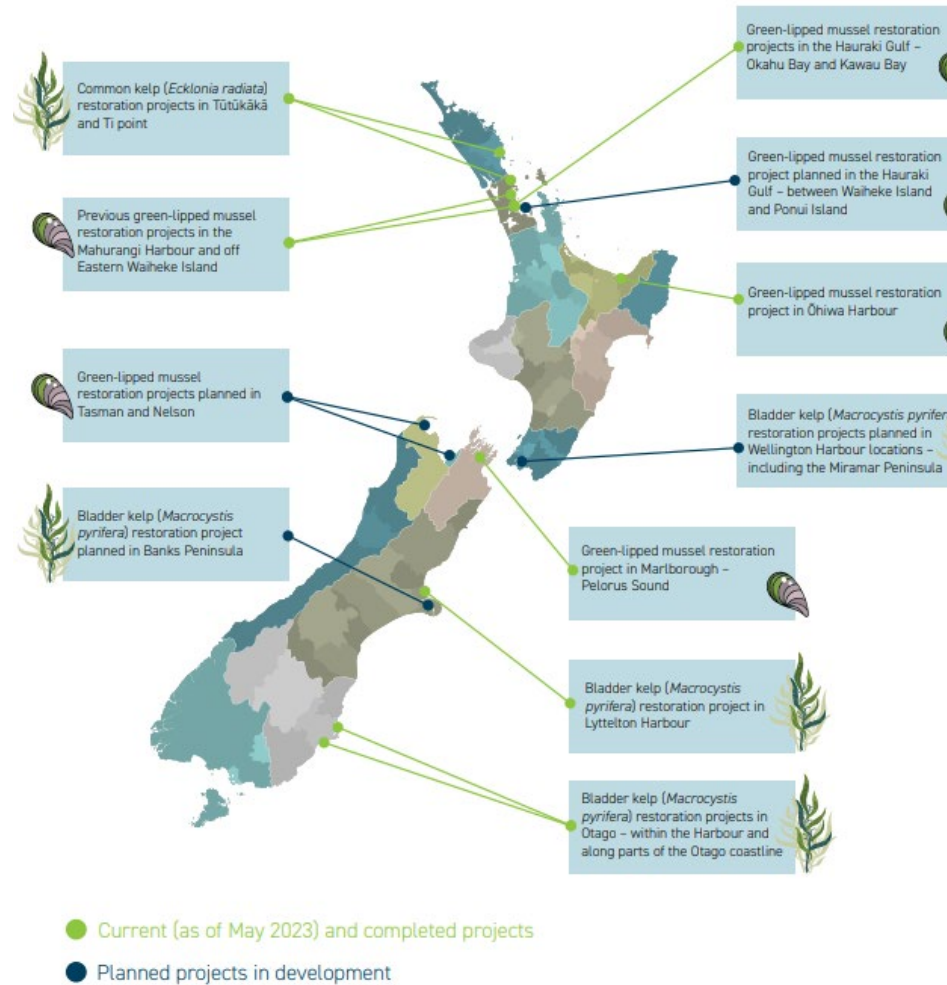 Common kelp (Ecklonia radiata)
restoration projects in Tūtūkākā
and Ti point
Previous green-lipped mussel
restoration projects in the
Mahurangi Harbour and off
Eastern Waiheke Island
Green-lipped mussel
restoration projects planned in
Tasman and Nelson
Bladder kelp (Macrocystis
pyrifera) restoration project
planned in Banks Peninsula
Green-lipped mussel restoration
projects in the Hauraki Gulf –
Okahu Bay and Kawau Bay
Green-lipped mussel restoration
project planned in the Hauraki
Gulf – between Waiheke Island
and Ponui Island
Green-lipped mussel restoration
project in Ōhiwa Harbour
Bladder kelp (Macrocystis pyrifer
restoration projects planned in
Wellington Harbour locations –
including the Miramar Peninsula
Green-lipped mussel restoration
project in Marlborough –
Pelorus Sound
Bladder kelp (Macrocystis
pyrifera) restoration project in
Lyttelton Harbour
Bladder kelp (Macrocystis
pyrifera) restoration projects in
Otago – within the Harbour and
along parts of the Otago coastline
Current (as of May 2023) and completed projects
Planned projects in development